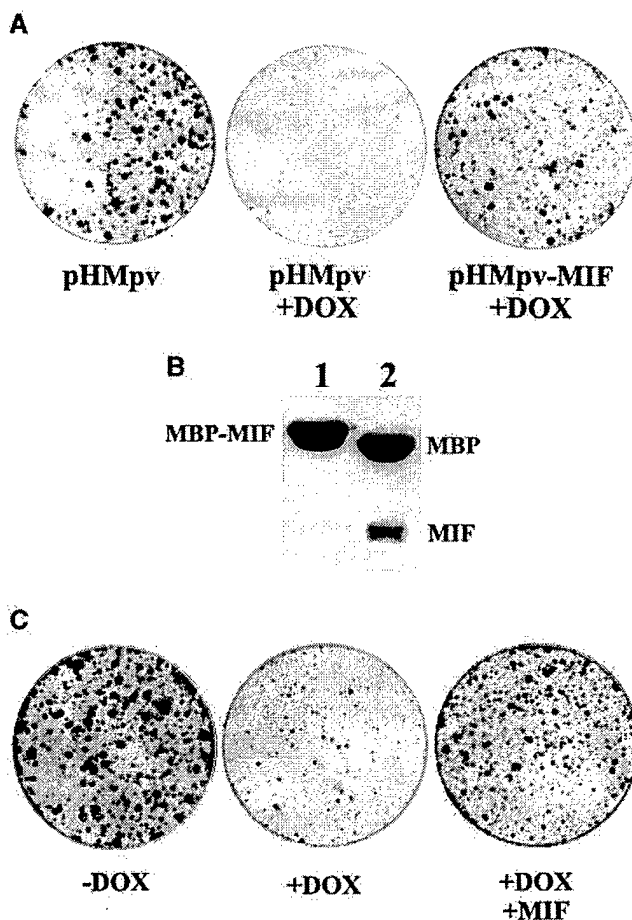 A
pHMpv
pHMpv
+DOX
pHMpv-MIF
+DOX
B
1 2
MBP-MIF
MBP
MIF
C
-DOX
+DOX
+DOX
+MIF